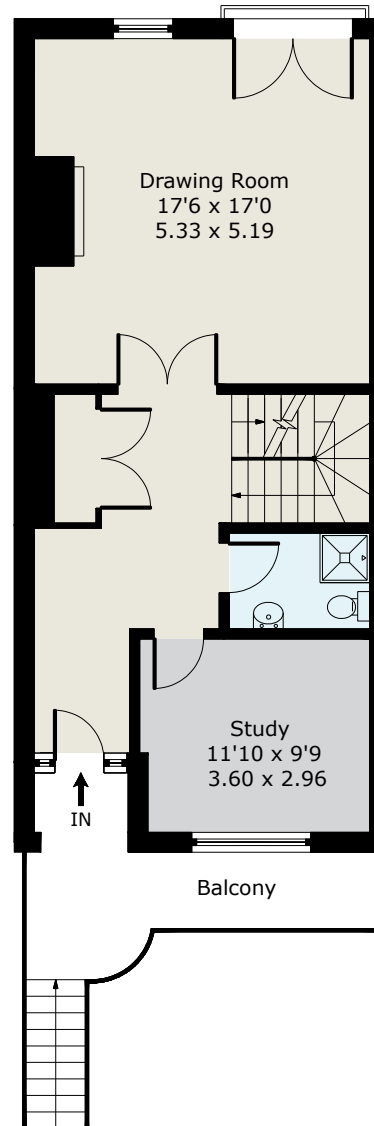 Drawing Room
17'6 x 17'0
5.33 x 5.19
Study
11'10 x 9'9
3.60 x 2.96
IN
Balcony